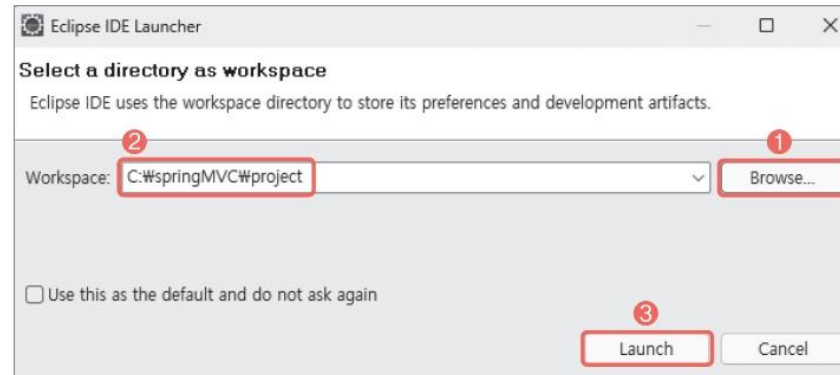 Eclipse IDE Launcher
Select a directory as workspace
Eclipse IDE uses the workspace directory to store its preferences and development artifacts.
2
1
Workspace: C:₩springMVC₩project Browse...
Use this as the default and do not ask again
3
Launch Cancel